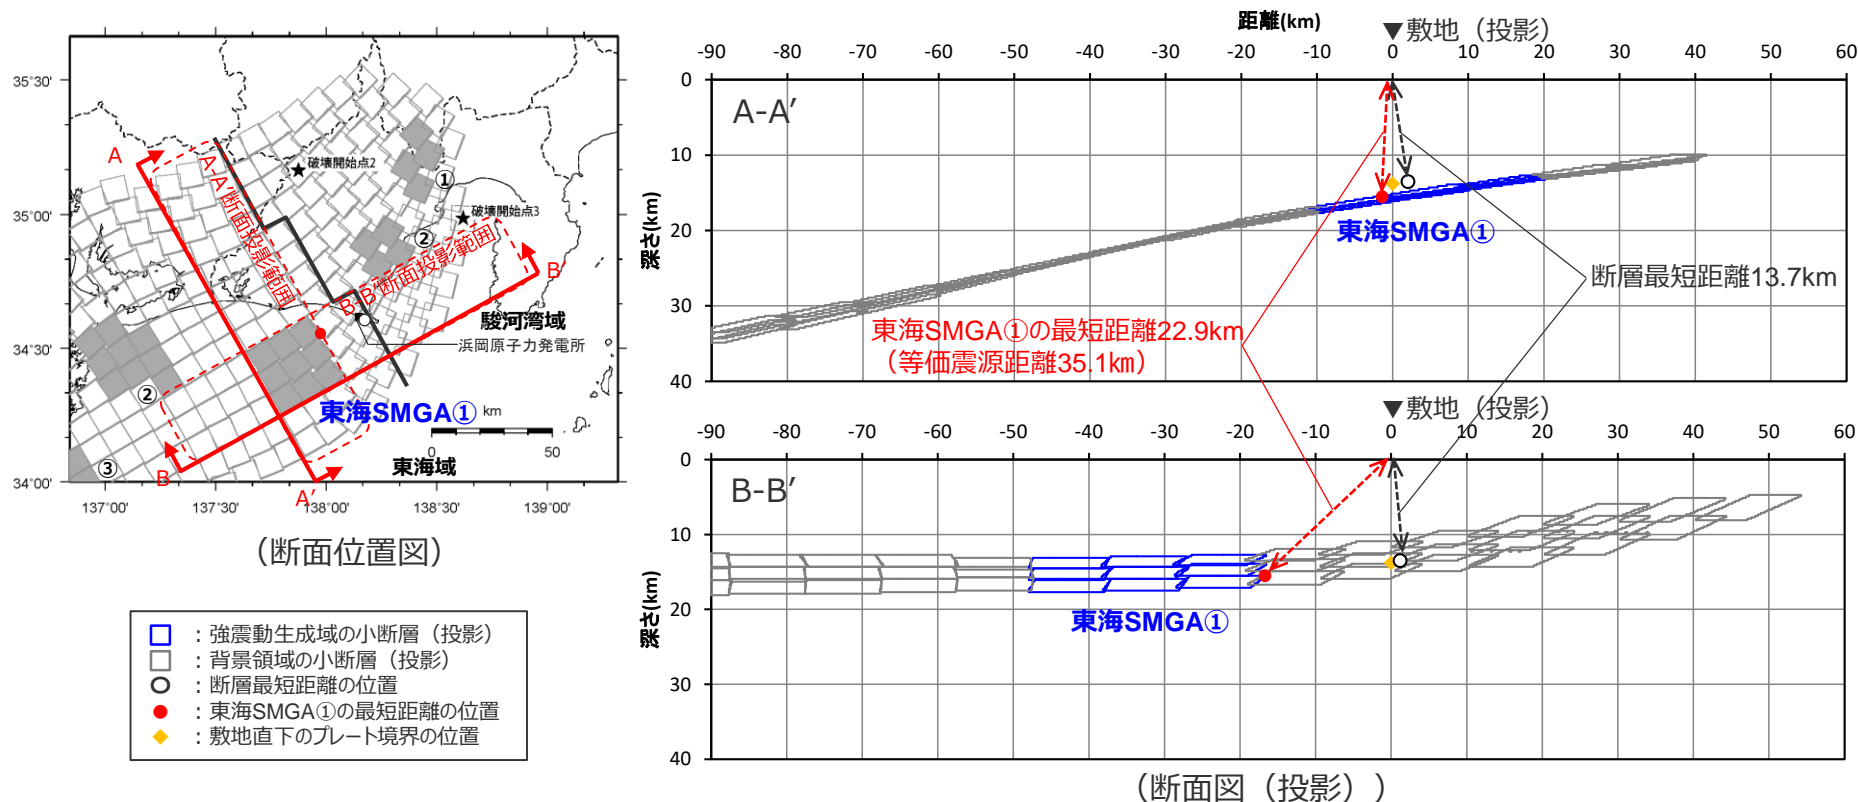 35°30'
35°00'
34°30'
34°00'
137°00'
137°30'
138°00'
138°30'
139°00'
A
A-A'断面投影範囲
破壊開始点2
①
破壊開始点3
②
B-B'断面投影範囲
B'
駿河湾域
浜岡原子力発電所
②
東海SMGA①
km
0
50
③
B
東海域
A'
（断面位置図）
：強震動生成域の小断層（投影）
：背景領域の小断層（投影）
：断層最短距離の位置
：東海SMGA①の最短距離の位置
：敷地直下のプレート境界の位置
距離(km)
▼敷地（投影）
-90 -80 -70 -60 -50 -40 -30 -20 -10 0 10 20 30 40 50 60
0
10
20
30
40
深さ(km)
A-A'
東海SMGA①
断層最短距離13.7km
東海SMGA①の最短距離22.9km
（等価震源距離35.1km）
▼敷地（投影）
-90 -80 -70 -60 -50 -40 -30 -20 -10 0 10 20 30 40 50 60
0
10
20
30
40
深さ(km)
B-B'
東海SMGA①
（断面図（投影））